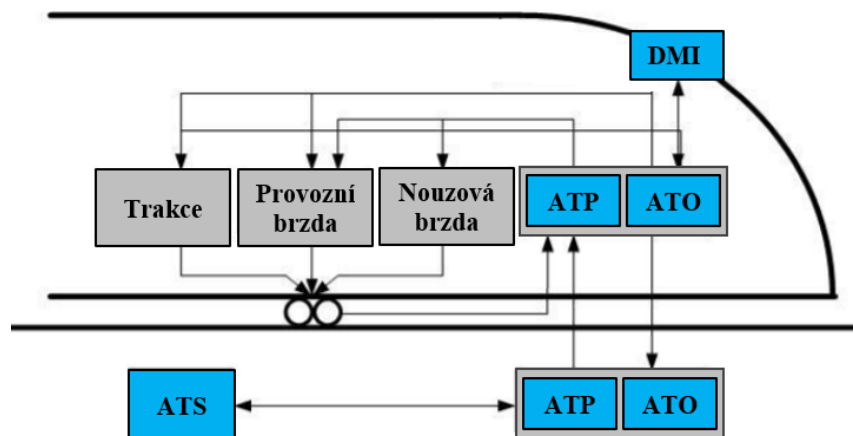 DMI
Trakce
Provozní
brzda
Nouzová
brzda
ATP
ATO
ATS
ATP
ATO